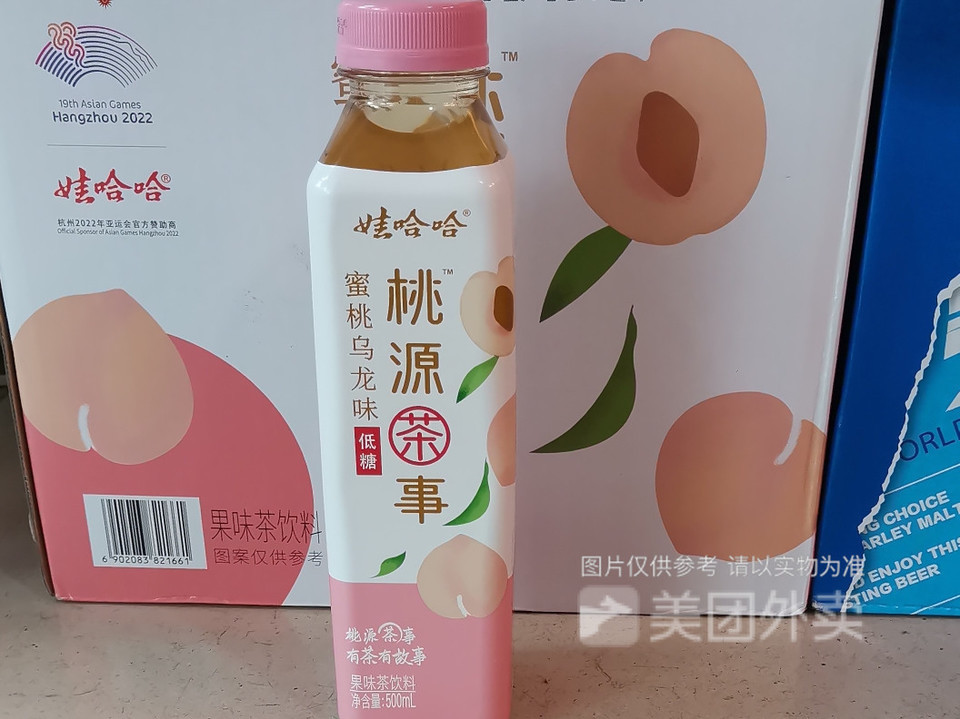 19th Asian Games
Hangzhou 2022
娃哈哈®
杭州2022年亚运会官方赞助商
Official Sponsor of Asian Games Hangzhou 2022
TM
娃哈哈®
桃源茶事™
蜜桃乌龙味
低糖
桃源茶事
有茶有故事
果味茶饮料
净含量:500mL
6 902083 821661
果味茶饮料
图案仅供参考
CHOICE
ARLEY MALT
ENJOY THIS
STING BEER
图片仅供参考 请以实物为准
美团外卖